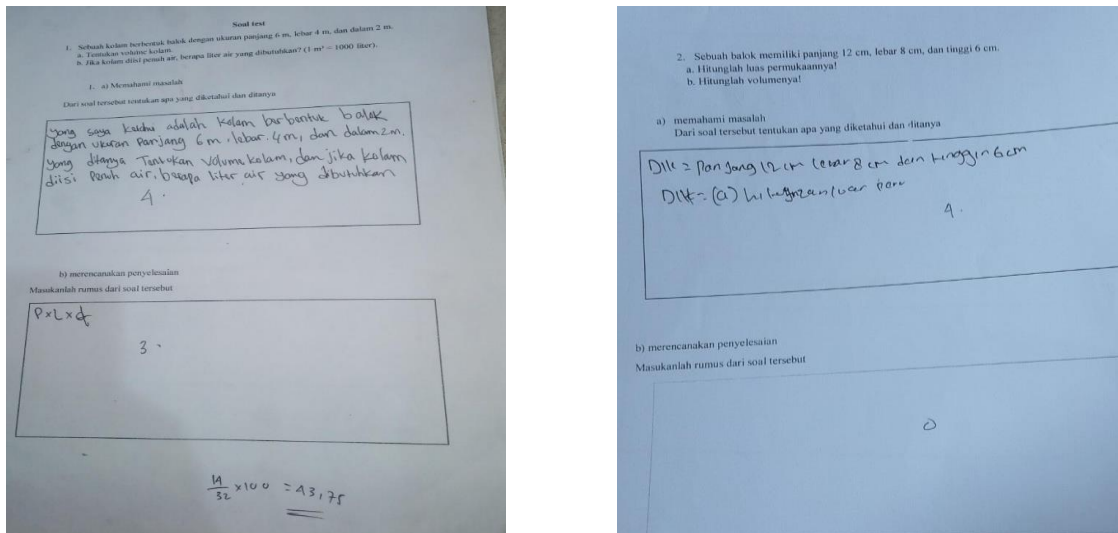 Soal test
1. Sebuah kolam berbentuk balok dengan ukuran panjang 6 m, lebar 4 m, dan dalam 2 m.
a. Tentukan volume kolam
b. Jika kolam diisi penuh air, berapa liter air yang dibutuhkan? (1 m³ = 1000 liter).
1. a) Memahami masalah
Dari soal tersebut tentukan apa yang diketahui dan ditanya
yang saya adalah kolam berbentuk balok
dengan ukuran Panjang 6 m, lebar 4 m, dan dalam 2 m.
yang ditanya Tentukan Volume kolam, dan jika kolam
diisi Penuh air, berapa liter air yang dibutuhkan
4.
b) merencanakan penyelesaian
Masukanlah rumus dari soal tersebut
P×L×
3.
14/32 ×100 = 43,75
2. Sebuah balok memiliki panjang 12 cm, lebar 8 cm, dan tinggi 6 cm.
a. Hitunglah luas permukaannya!
b. Hitunglah volumenya!
a) memahami masalah
Dari soal tersebut tentukan apa yang diketahui dan ditanya
DIK = Panjang 12 cm lebar 8 cm dan tinggi 6 cm
DIK = (a)
4.
b) merencanakan penyelesaian
Masukanlah rumus dari soal tersebut
0